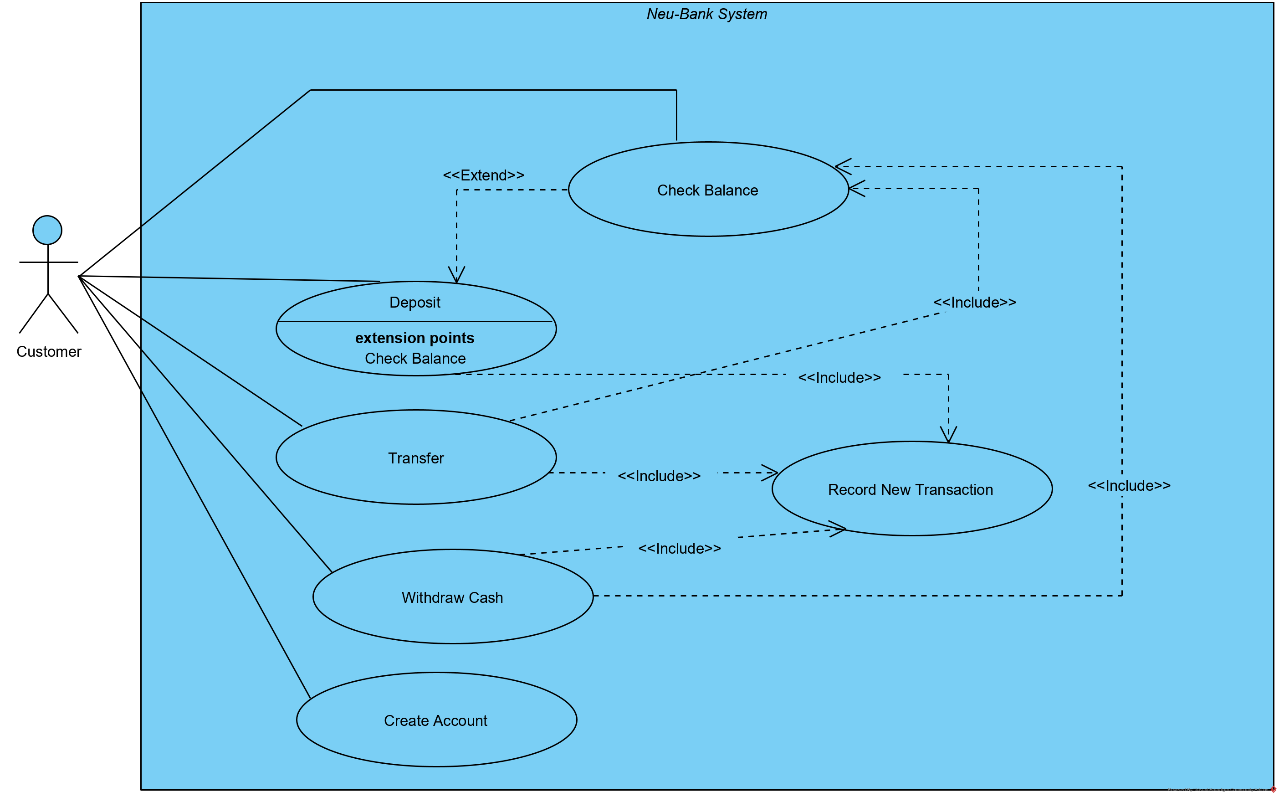 Neu-Bank System
<<Extend>>
Check Balance
Customer
Deposit
extension points
Check Balance
<<Include>>
<<Include>>
Transfer
<<Include>>
Record New Transaction
<<Include>>
<<Include>>
Withdraw Cash
Create Account